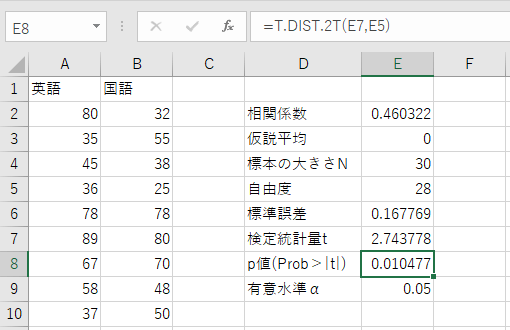 E8 fx =T.DIST.2T(E7,E5)
A B C D E F
1 英語 国語
2 80 32 相関係数 0.460322
3 35 55 仮説平均 0
4 45 38 標本の大きさN 30
5 36 25 自由度 28
6 78 78 標準誤差 0.167769
7 89 80 検定統計量t 2.743778
8 67 70 p値(Prob>|t|) 0.010477
9 58 48 有意水準α 0.05
10 37 50